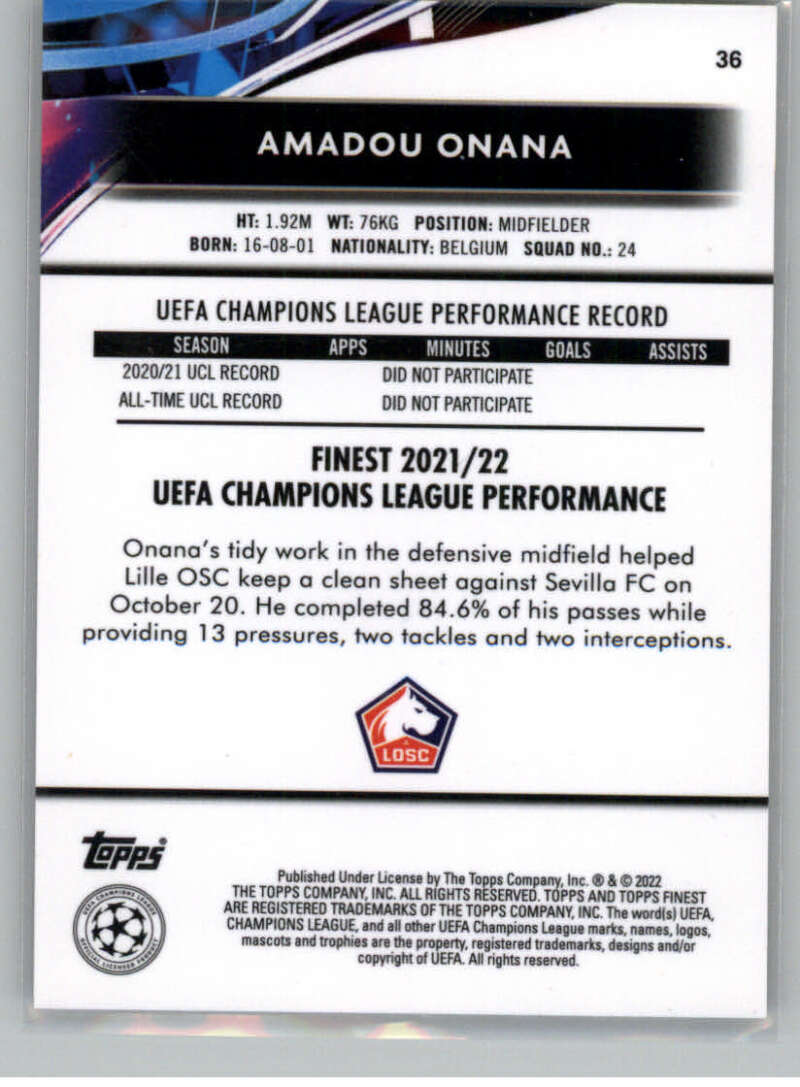 36
AMADOU ONANA
HT: 1.92M WT: 76KG POSITION: MIDFIELDER
BORN: 16-08-01 NATIONALITY: BELGIUM SQUAD NO.: 24
UEFA CHAMPIONS LEAGUE PERFORMANCE RECORD
SEASON APPS MINUTES GOALS ASSISTS
2020/21 UCL RECORD DID NOT PARTICIPATE
ALL-TIME UCL RECORD DID NOT PARTICIPATE
FINEST 2021/22
UEFA CHAMPIONS LEAGUE PERFORMANCE
Onana's tidy work in the defensive midfield helped
Lille OSC keep a clean sheet against Sevilla FC on
October 20. He completed 84.6% of his passes while
providing 13 pressures, two tackles and two interceptions.
LOSC
Topps®
UEFA CHAMPIONS LEAGUE
OFFICIAL LICENSED PRODUCT
Published Under License by The Topps Company, Inc. ® & © 2022
THE TOPPS COMPANY, INC. ALL RIGHTS RESERVED. TOPPS AND TOPPS FINEST
ARE REGISTERED TRADEMARKS OF THE TOPPS COMPANY, INC. The word(s) UEFA,
CHAMPIONS LEAGUE, and all other UEFA Champions League marks, names, logos,
mascots and trophies are the property, registered trademarks, designs and/or
copyright of UEFA. All rights reserved.